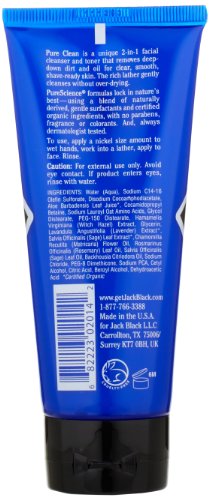 Pure Clean is a unique 2-in-1 facial
cleanser and toner that removes deep-
down dirt and oil for clear, smooth,
shave-ready skin. The rich lather gently
cleanses without over-drying.
PureScience® formulas lock in nature's
best—using a blend of naturally
derived, gentle surfactants and certified
organic ingredients, with no parabens,
fragrance or colorants. And, always
dermatologist tested.
To use, apply a nickel size amount to
wet hands, work into a lather, apply to
face. Rinse.
Caution: For external use only. Avoid
eye contact. If product enters eyes,
rinse with water.
INGREDIENTS: Water (Aqua), Sodium C14-16
Olefin Sulfonate, Disodium Cocoamphodiacetate,
Aloe Barbadensis Leaf Juice*, Cocamidopropyl
Betaine, Sodium Lauroyl Oat Amino Acids, Glycol
Distearate, PEG-150 Distearate, Hamamelis
Virginiana (Witch Hazel) Extract, Glycerin,
Lavandula Angustifolia (Lavender) Extract*,
Salvia Officinalis (Sage) Leaf Extract*, Chamomilla
Recutita (Matricaria) Flower Oil, Rosmarinus
Officinalis (Rosemary) Leaf Oil, Salvia Officinalis
(Sage) Oil, Backhousia Citriodora Oil, Sodium
Chloride, PEG-8 Dimethicone, Sodium PCA, Cetyl
Alcohol, Citric Acid, Benzyl Alcohol, Dehydroacetic
Acid *Certified Organic
www.getJackBlack.com
1-877-766-3388
Made in the U.S.A.
for Jack Black L.L.C
Carrollton, TX 75006/
Surrey KT7 0BH, UK
6M
6 82223 02014 2